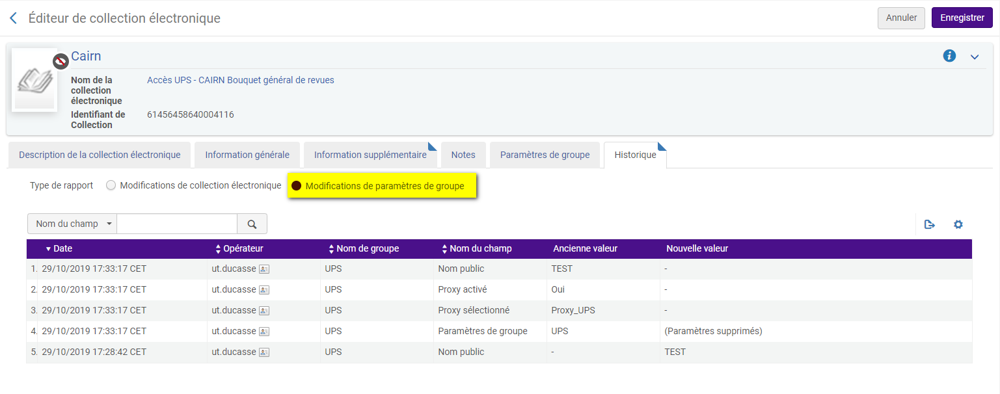 Éditeur de collection électronique
Annuler
Enregistrer
Cairn
Nom de la collection électronique
Accès UPS - CAIRN Bouquet général de revues
Identifiant de Collection
61456458640004116
Description de la collection électronique
Information générale
Information supplémentaire
Notes
Paramètres de groupe
Historique
Type de rapport
Modifications de collection électronique
Modifications de paramètres de groupe
Nom du champ
Date Opérateur Nom de groupe Nom du champ Ancienne valeur Nouvelle valeur
1. 29/10/2019 17:33:17 CET ut.ducasse UPS Nom public TEST -
2. 29/10/2019 17:33:17 CET ut.ducasse UPS Proxy activé Oui -
3. 29/10/2019 17:33:17 CET ut.ducasse UPS Proxy sélectionné Proxy_UPS -
4. 29/10/2019 17:33:17 CET ut.ducasse UPS Paramètres de groupe UPS (Paramètres supprimés)
5. 29/10/2019 17:28:42 CET ut.ducasse UPS Nom public - TEST